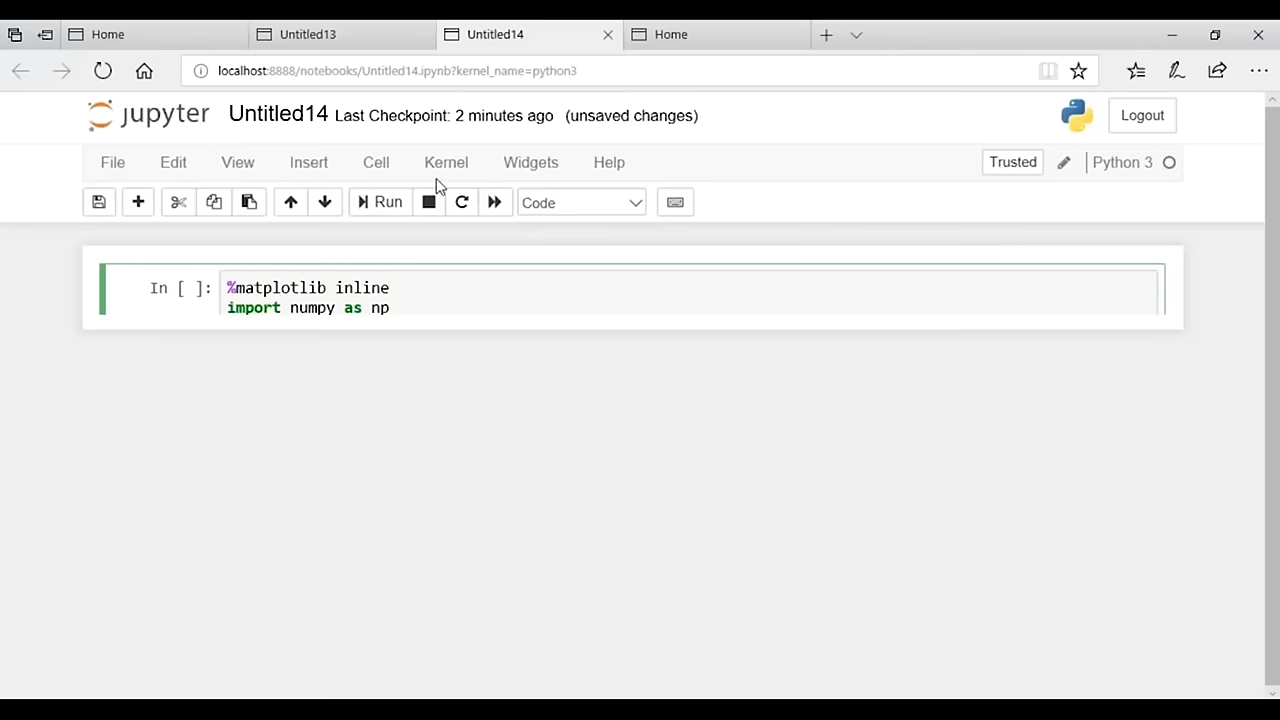 Home
Untitled13
Untitled14
Home
localhost:8888/notebooks/Untitled14.ipynb?kernel_name=python3
jupyter Untitled14 Last Checkpoint: 2 minutes ago (unsaved changes)
Logout
File Edit View Insert Cell Kernel Widgets Help
Trusted
Python 3
Run
Code
In [ ]: %matplotlib inline
import numpy as np